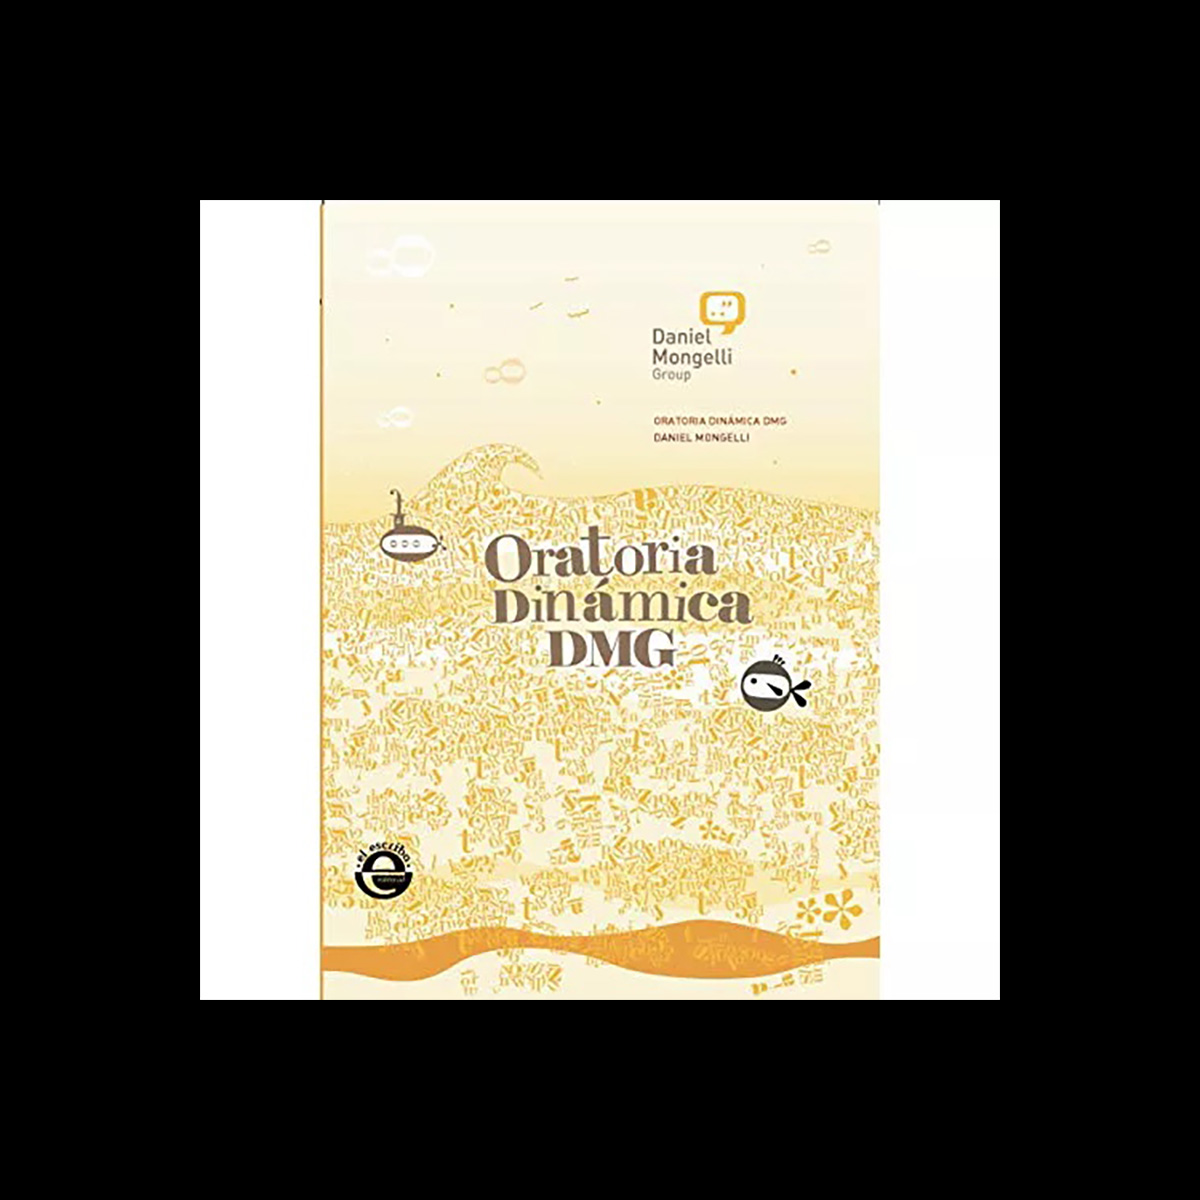 Daniel
Mongelli
Group
ORATORIA DINÁMICA DMG
DANIEL MONGELLI
Oratoria
Dinámica
DMG
el escriba
editorial